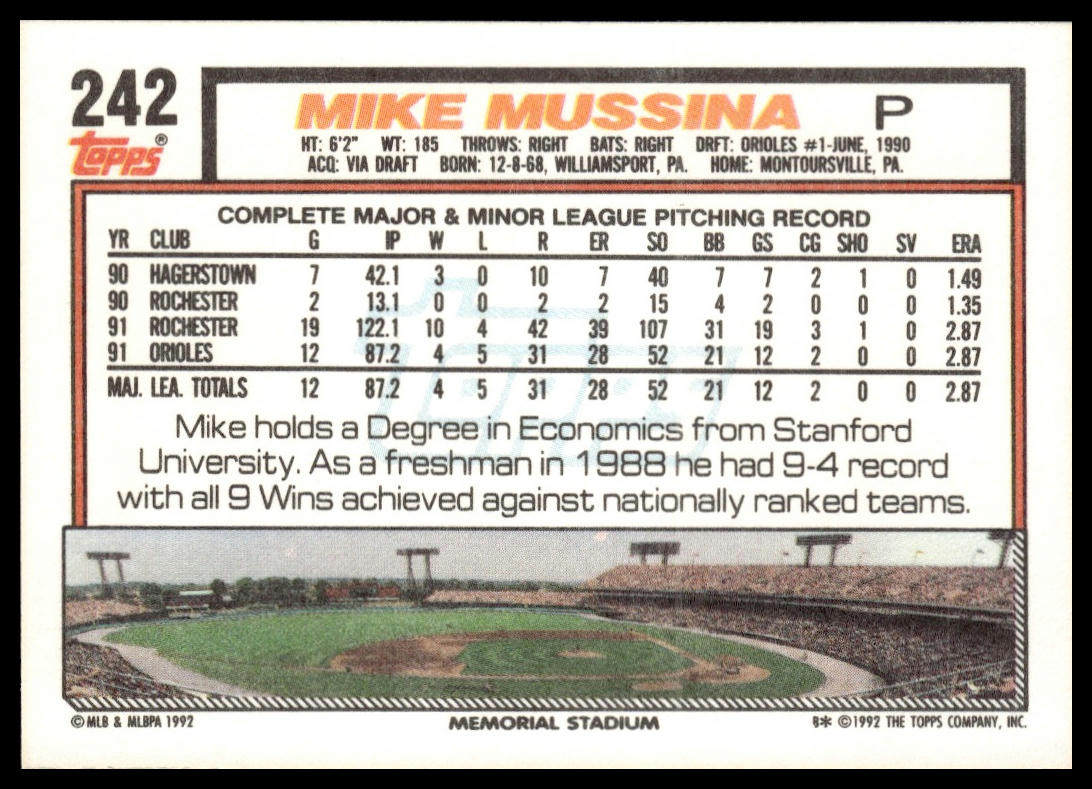 242
Topps®
MIKE MUSSINA P
HT: 6'2" WT: 185 THROWS: RIGHT BATS: RIGHT DRFT: ORIOLES #1-JUNE, 1990
ACQ: VIA DRAFT BORN: 12-8-68, WILLIAMSPORT, PA. HOME: MONTOURSVILLE, PA.
COMPLETE MAJOR & MINOR LEAGUE PITCHING RECORD
YR CLUB G IP W L R ER SO BB GS CG SHO SV ERA
90 HAGERSTOWN 7 42.1 3 0 10 7 40 7 7 2 1 0 1.49
90 ROCHESTER 2 13.1 0 0 2 2 15 4 2 0 0 0 1.35
91 ROCHESTER 19 122.1 10 4 42 39 107 31 19 3 1 0 2.87
91 ORIOLES 12 87.2 4 5 31 28 52 21 12 2 0 0 2.87
MAJ. LEA. TOTALS 12 87.2 4 5 31 28 52 21 12 2 0 0 2.87
Mike holds a Degree in Economics from Stanford
University. As a freshman in 1988 he had 9-4 record
with all 9 Wins achieved against nationally ranked teams.
© MLB & MLBPA 1992
MEMORIAL STADIUM
B* © 1992 THE TOPPS COMPANY, INC.